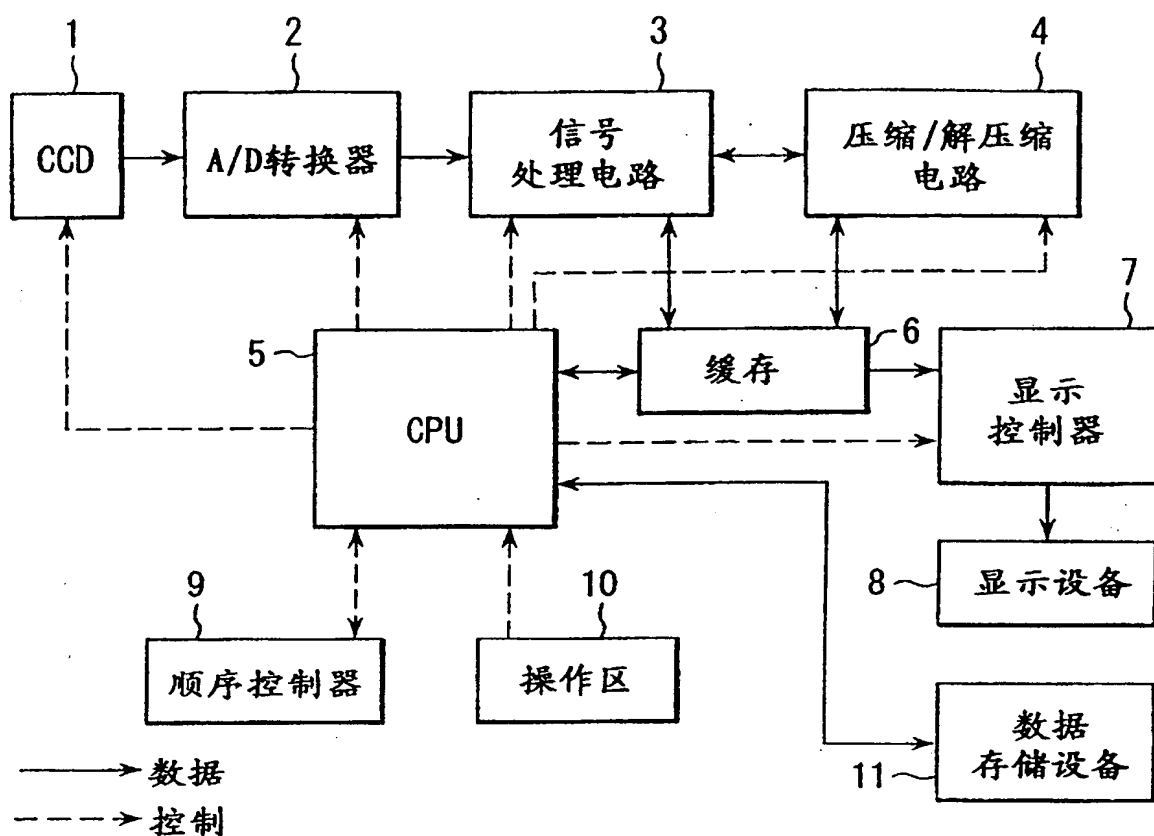 1
2
3
4
CCD
A/D转换器
信号
处理电路
压缩/解压缩
电路
5
6
7
CPU
缓存
显示
控制器
8
显示设备
9
10
顺序控制器
操作区
11
数据
存储设备
数据
控制